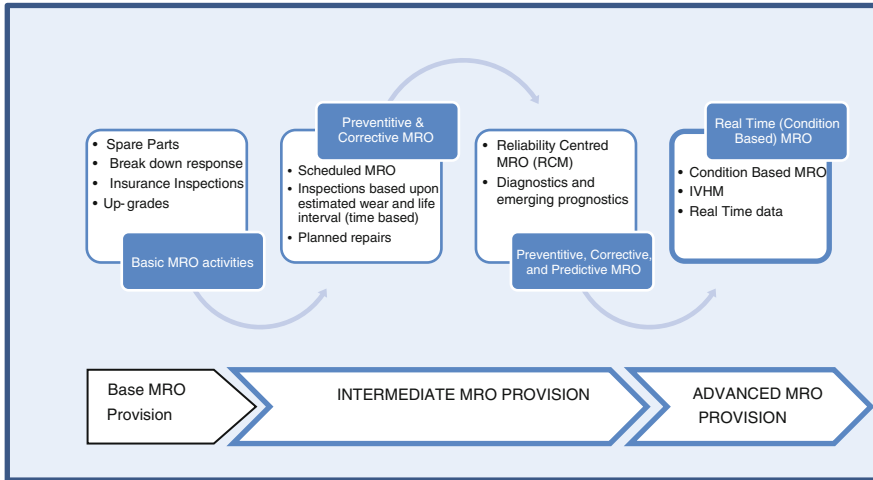 Spare Parts
Break down response
Insurance Inspections
Up- grades
Basic MRO activities
Preventitive &
Corrective MRO
Scheduled MRO
Inspections based upon
estimated wear and life
interval (time based)
Planned repairs
Reliability Centred
MRO (RCM)
Diagnostics and
emerging prognostics
Preventitive, Corrective,
and Predictive MRO
Real Time (Condition
Based) MRO
Condition Based MRO
IVHM
Real Time data
Base MRO
Provision
INTERMEDIATE MRO PROVISION
ADVANCED MRO
PROVISION